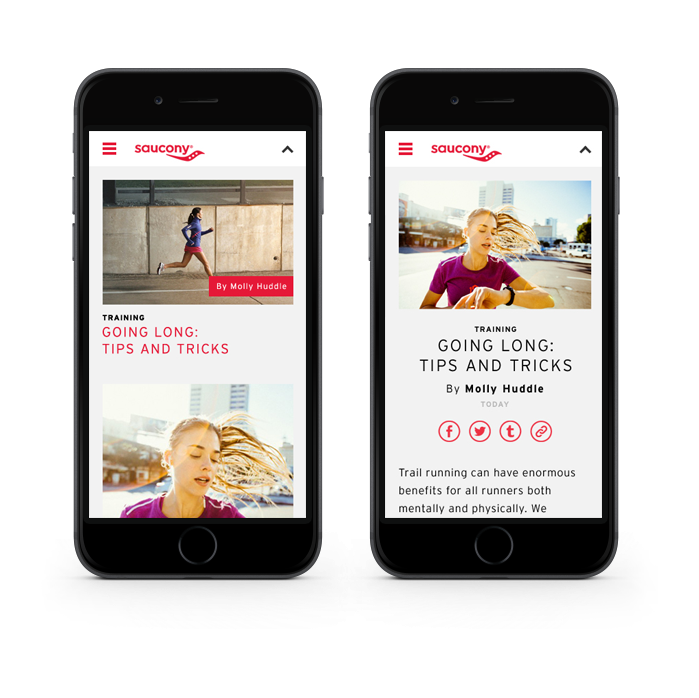 saucony®
By Molly Huddle
TRAINING
GOING LONG:
TIPS AND TRICKS
saucony®
TRAINING
GOING LONG:
TIPS AND TRICKS
By Molly Huddle
TODAY
Trail running can have enormous
benefits for all runners both
mentally and physically. We